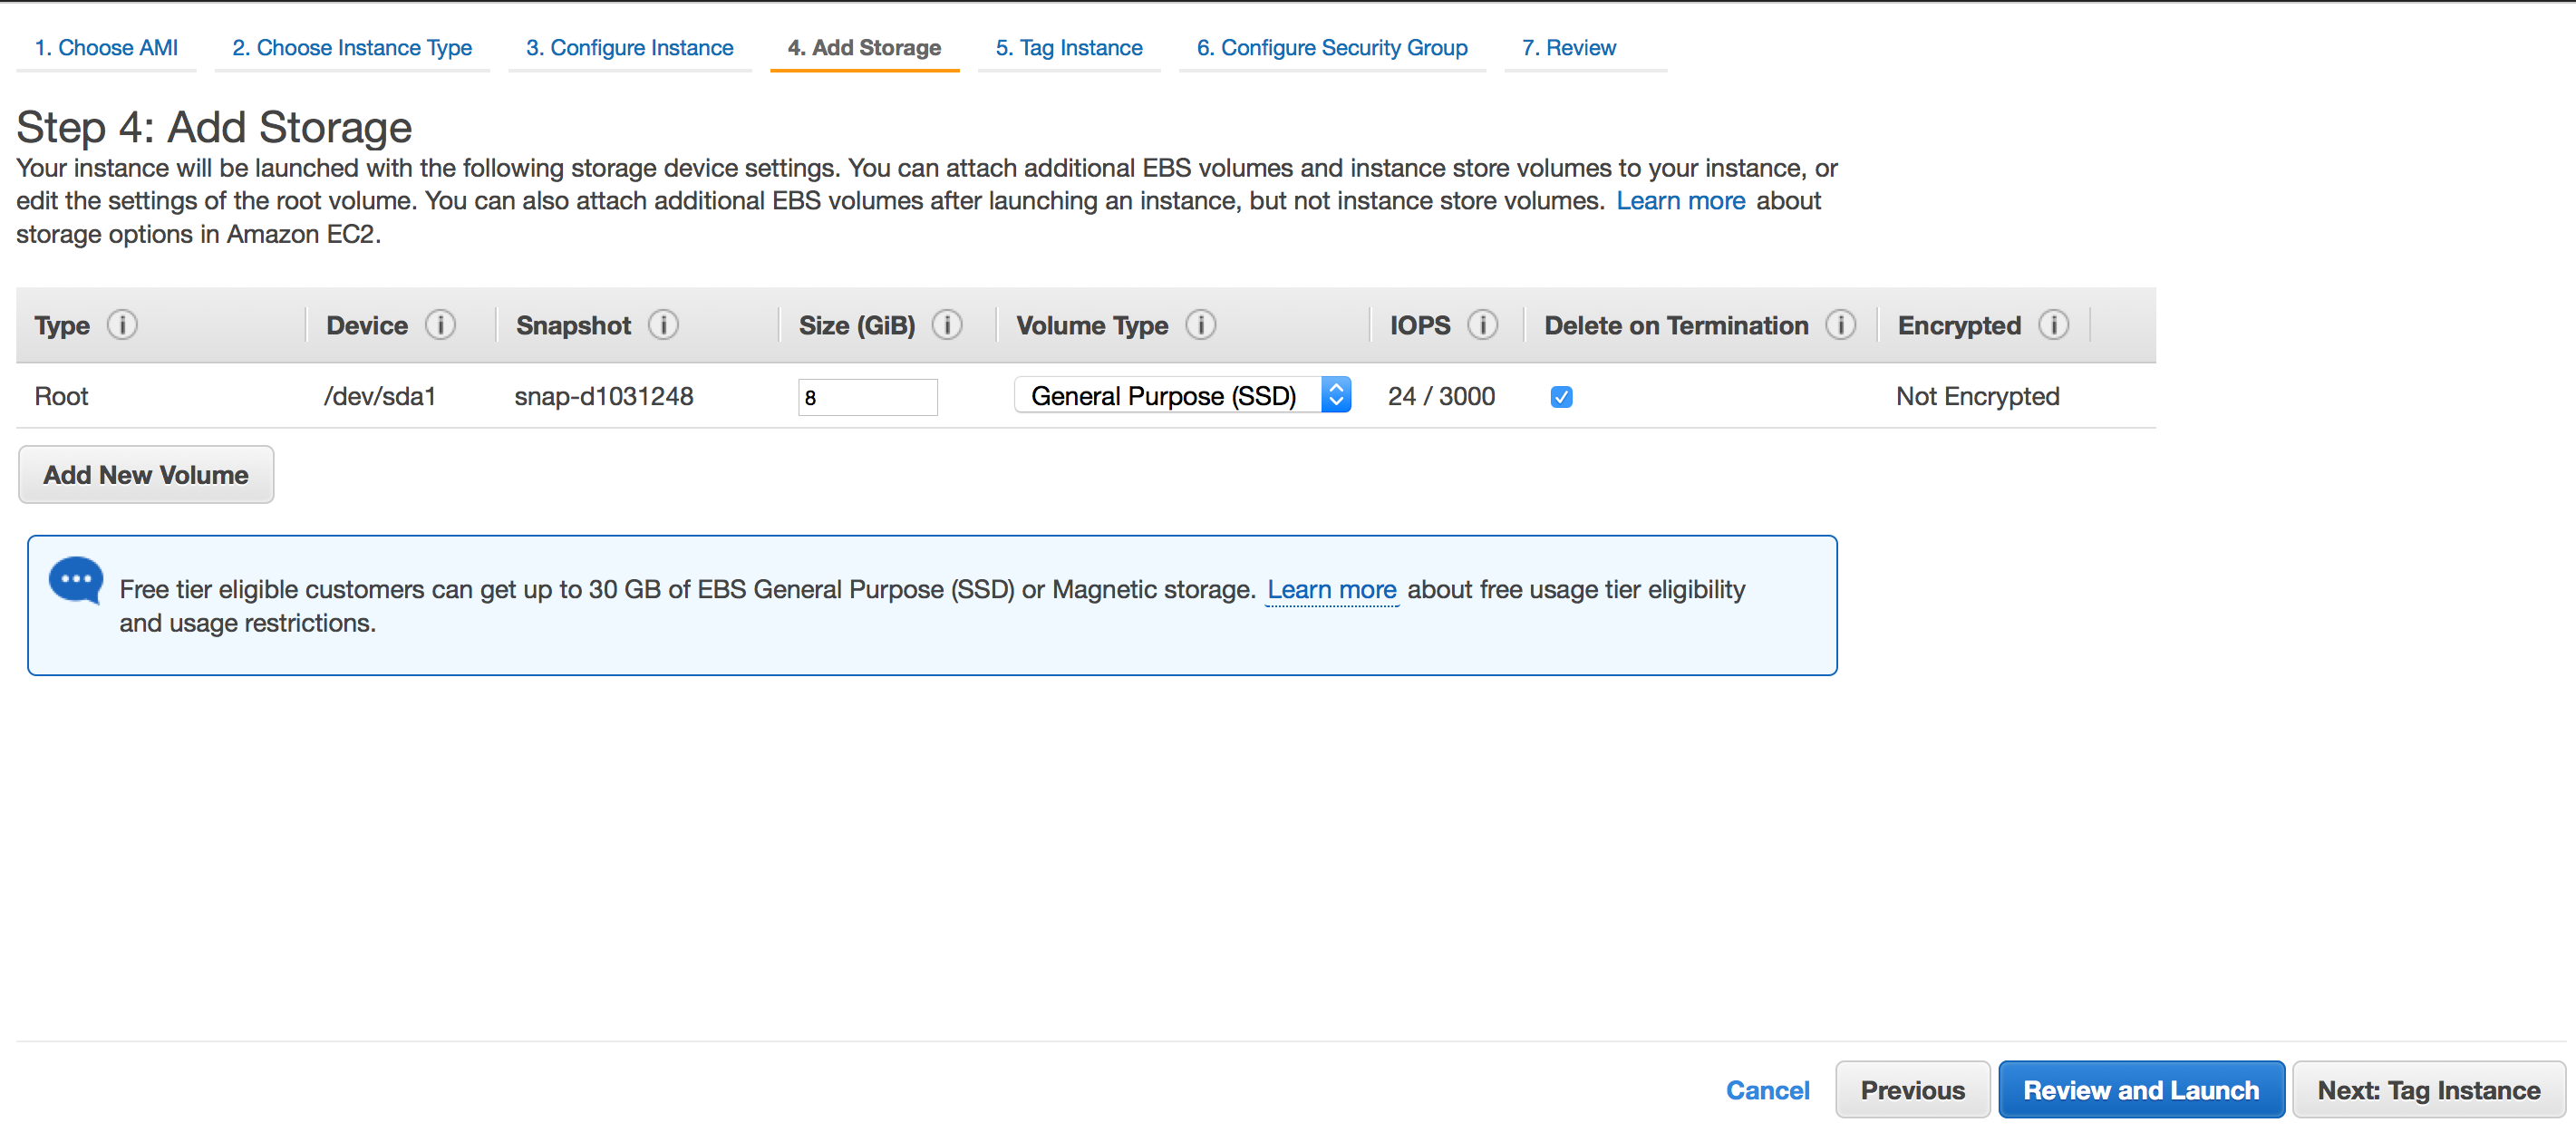 1. Choose AMI 2. Choose Instance Type 3. Configure Instance 4. Add Storage 5. Tag Instance 6. Configure Security Group 7. Review
Step 4: Add Storage
Your instance will be launched with the following storage device settings. You can attach additional EBS volumes and instance store volumes to your instance, or
edit the settings of the root volume. You can also attach additional EBS volumes after launching an instance, but not instance store volumes. Learn more about
storage options in Amazon EC2.
Type i Device i Snapshot i Size (GiB) i Volume Type i IOPS i Delete on Termination i Encrypted i
Root /dev/sda1 snap-d1031248 8 General Purpose (SSD) 24 / 3000 Not Encrypted
Add New Volume
Free tier eligible customers can get up to 30 GB of EBS General Purpose (SSD) or Magnetic storage. Learn more about free usage tier eligibility
and usage restrictions.
Cancel Previous Review and Launch Next: Tag Instance